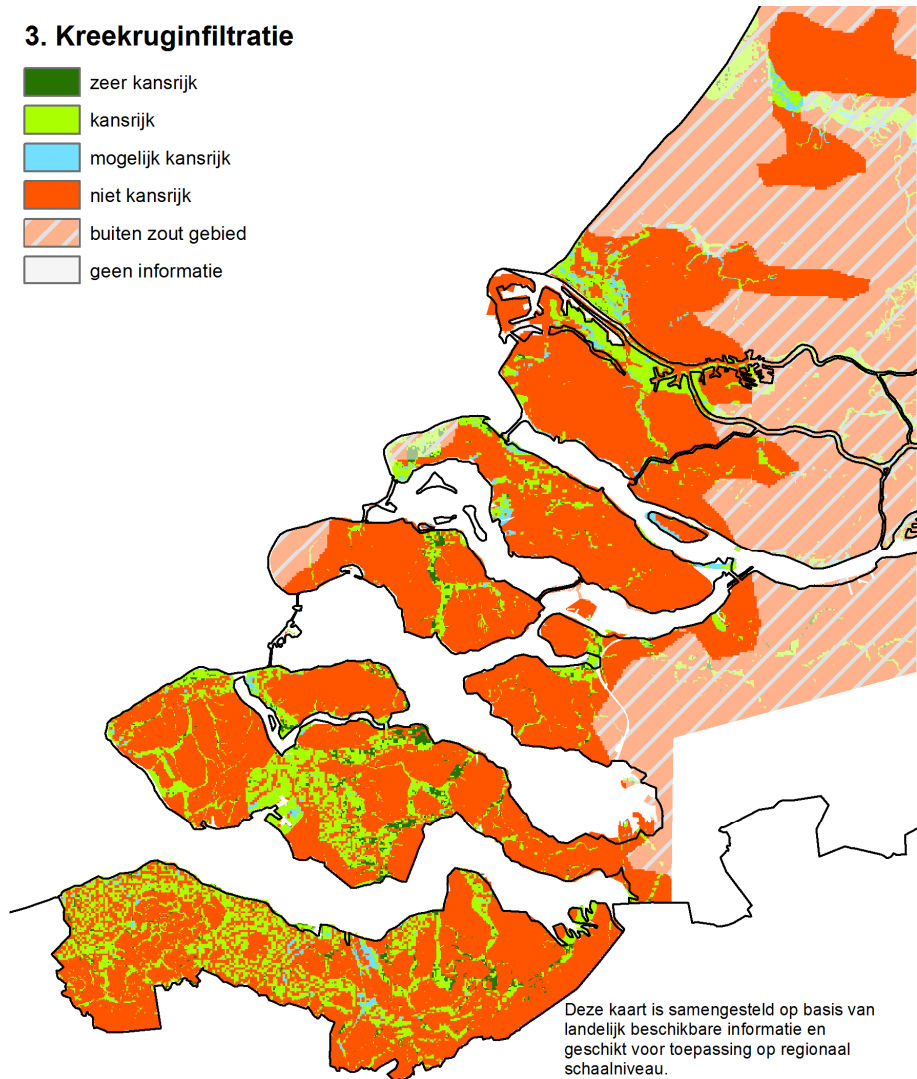 3. Kreekruginfiltratie
zeer kansrijk
kansrijk
mogelijk kansrijk
niet kansrijk
buiten zout gebied
geen informatie
Deze kaart is samengesteld op basis van
landelijk beschikbare informatie en
geschikt voor toepassing op regionaal
schaalniveau.